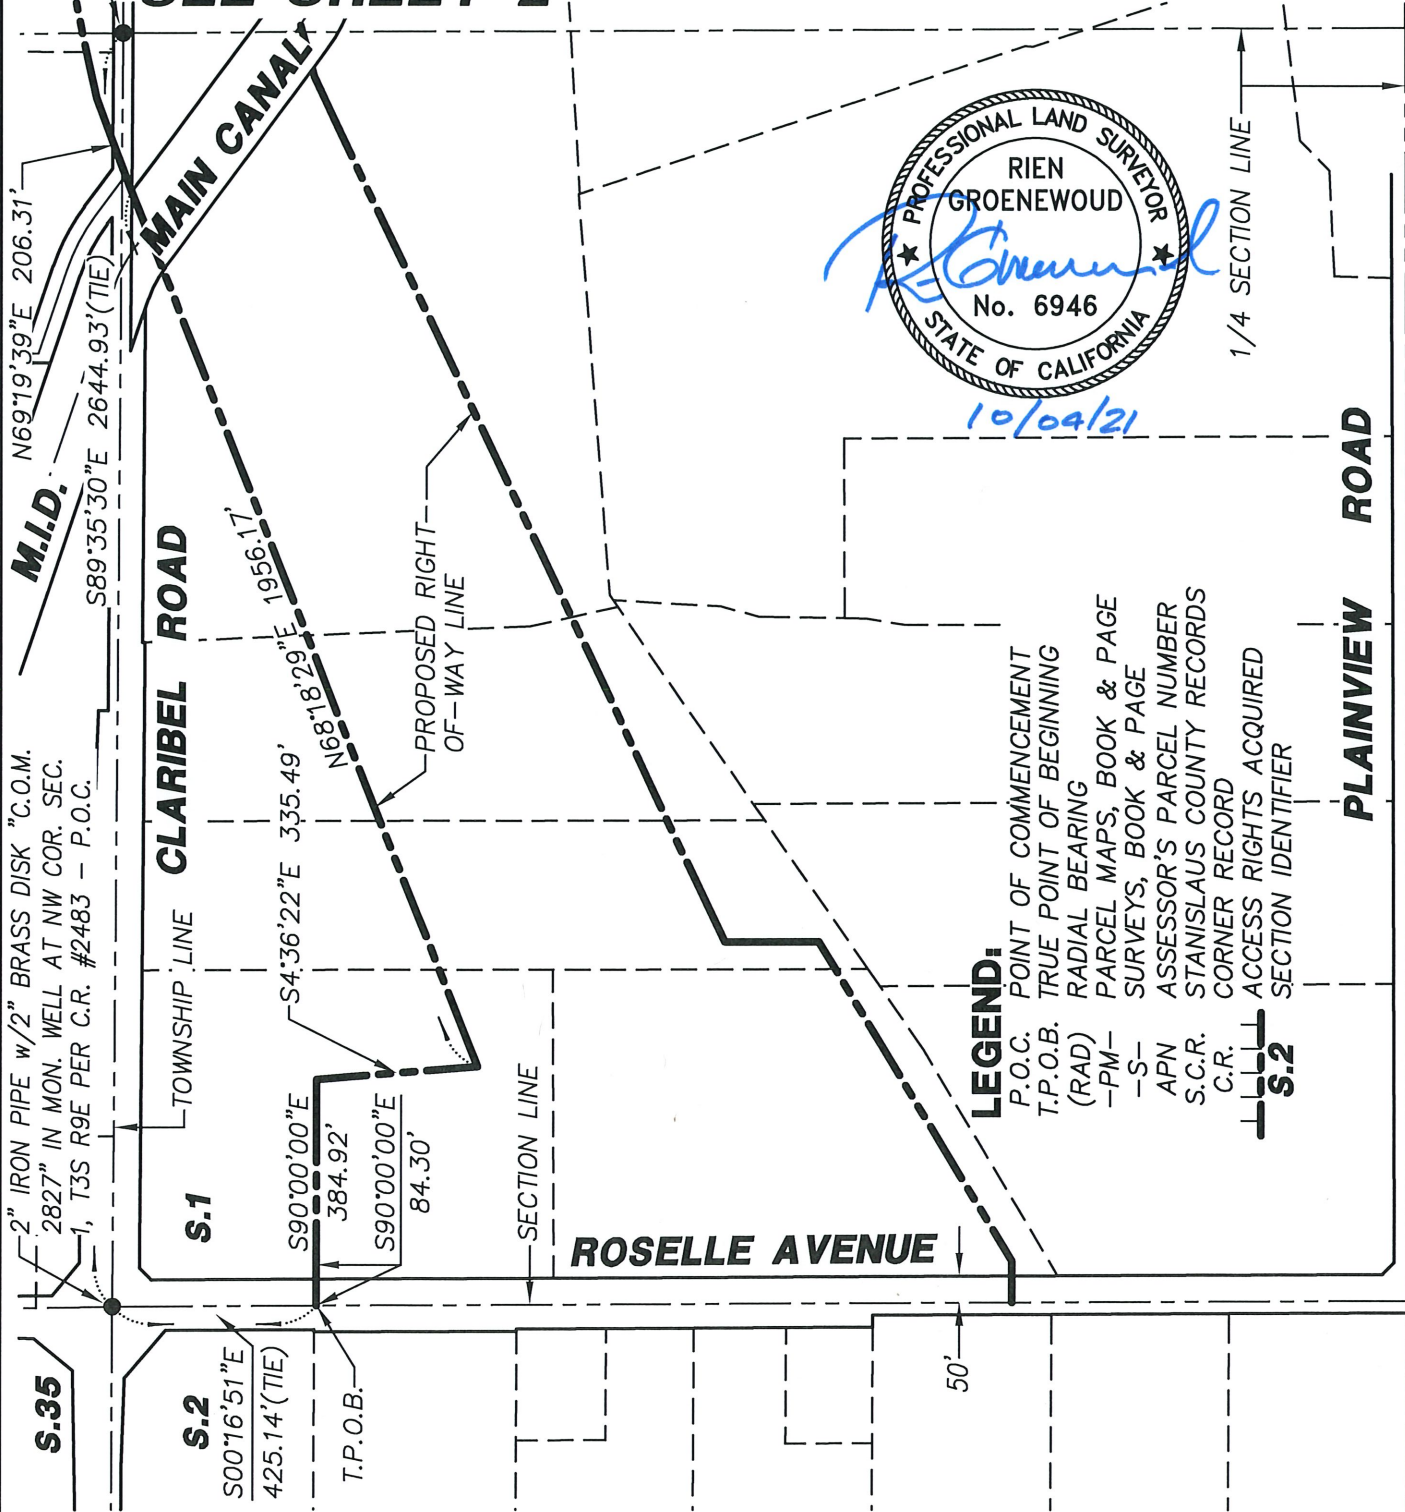 SEE SHEET 2
N69°19'39"E 206.31'
MAIN CANAL
M.I.D.
S89°35'30"E 2644.93'(TIE)
2" IRON PIPE w/2" BRASS DISK "C.O.M.
2827" IN MON. WELL AT NW COR. SEC.
1, T3S R9E PER C.R. #2483 - P.O.C.
CLARIBEL ROAD
TOWNSHIP LINE
N68°18'29"E 1956.17'
PROPOSED RIGHT-
OF-WAY LINE
S4°36'22"E 335.49'
S.1
S90°00'00"E
384.92'
S90°00'00"E
84.30'
SECTION LINE
ROSELLE AVENUE
S.35
S.2
S00°16'51"E
425.14'(TIE)
T.P.O.B.
50'
PROFESSIONAL LAND SURVEYOR
RIEN
GROENEWOUD
No. 6946
STATE OF CALIFORNIA
10/04/21
1/4 SECTION LINE
LEGEND:
P.O.C. POINT OF COMMENCEMENT
T.P.O.B. TRUE POINT OF BEGINNING
(RAD) RADIAL BEARING
-PM- PARCEL MAPS, BOOK & PAGE
-S- SURVEYS, BOOK & PAGE
APN ASSESSOR'S PARCEL NUMBER
S.C.R. STANISLAUS COUNTY RECORDS
C.R. CORNER RECORD
ACCESS RIGHTS ACQUIRED
S.2 SECTION IDENTIFIER
PLAINVIEW ROAD